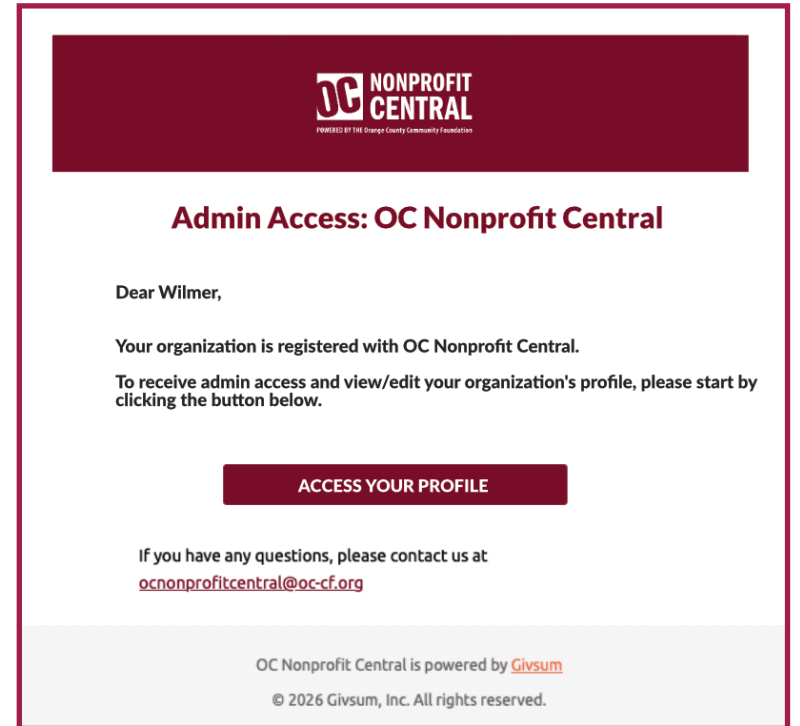 OC NONPROFIT
CENTRAL
POWERED BY THE Orange County Community Foundation
Admin Access: OC Nonprofit Central
Dear Wilmer,
Your organization is registered with OC Nonprofit Central.
To receive admin access and view/edit your organization's profile, please start by
clicking the button below.
ACCESS YOUR PROFILE
If you have any questions, please contact us at
ocnonprofitcentral@oc-cf.org
OC Nonprofit Central is powered by Givsum
© 2026 Givsum, Inc. All rights reserved.